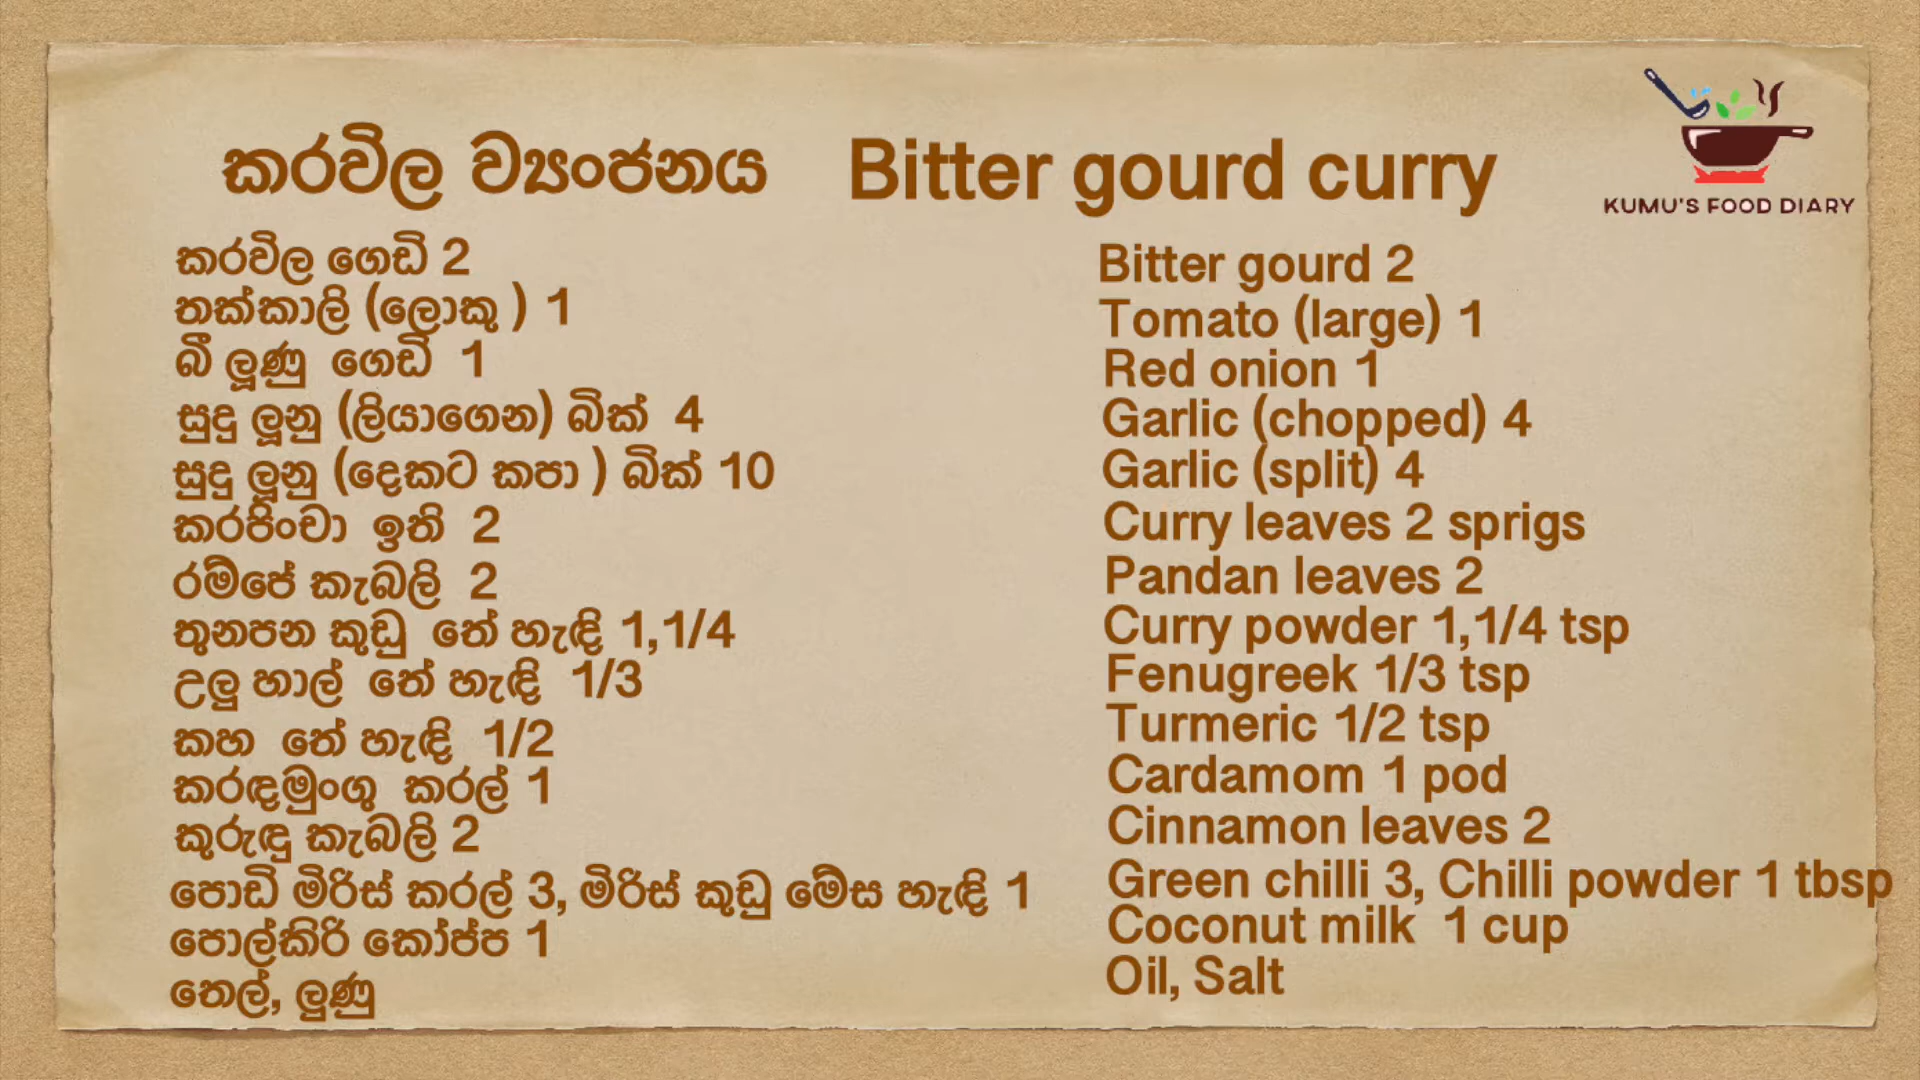 කරවිල ව්‍යංජනය
Bitter gourd curry
KUMU'S FOOD DIARY
කරවිල ගෙඩි 2
තක්කාලි (ලොකු ) 1
බී ලූණු ගෙඩි 1
සුදු ලූනු (ලියාගෙන) බික් 4
සුදු ලූනු (දෙකට කපා ) බික් 10
කරපිංචා ඉති 2
රම්පේ කැබලි 2
තුනපන කුඩු තේ හැඳි 1,1/4
උලු හාල් තේ හැඳි 1/3
කහ තේ හැඳි 1/2
කරඳමුංගු කරල් 1
කුරුඳු කැබලි 2
පොඩි මිරිස් කරල් 3, මිරිස් කුඩු මේස හැඳි 1
පොල්කිරි කෝප්ප 1
තෙල්, ලුණු
Bitter gourd 2
Tomato (large) 1
Red onion 1
Garlic (chopped) 4
Garlic (split) 4
Curry leaves 2 sprigs
Pandan leaves 2
Curry powder 1,1/4 tsp
Fenugreek 1/3 tsp
Turmeric 1/2 tsp
Cardamom 1 pod
Cinnamon leaves 2
Green chilli 3, Chilli powder 1 tbsp
Coconut milk 1 cup
Oil, Salt